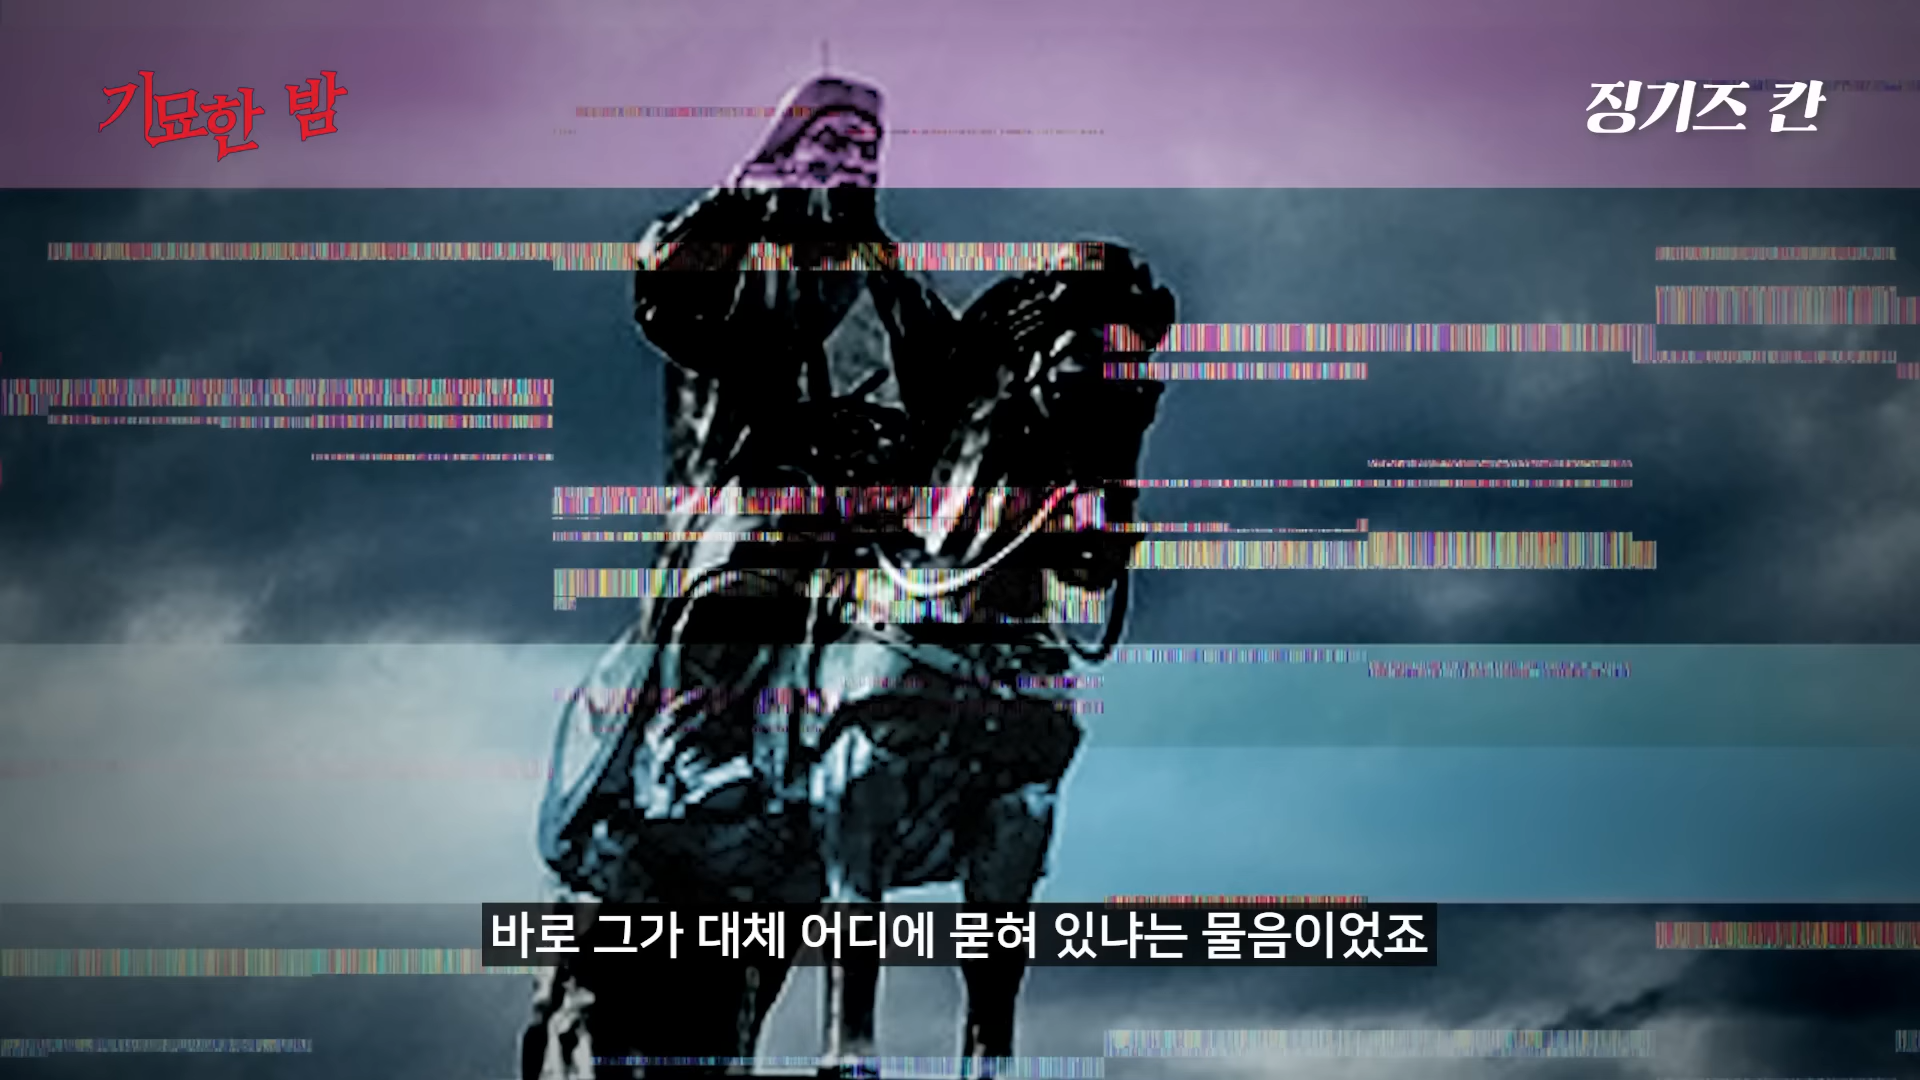 기묘한 밤
징기즈 칸
바로 그가 대체 어디에 묻혀 있냐는 물음이었죠